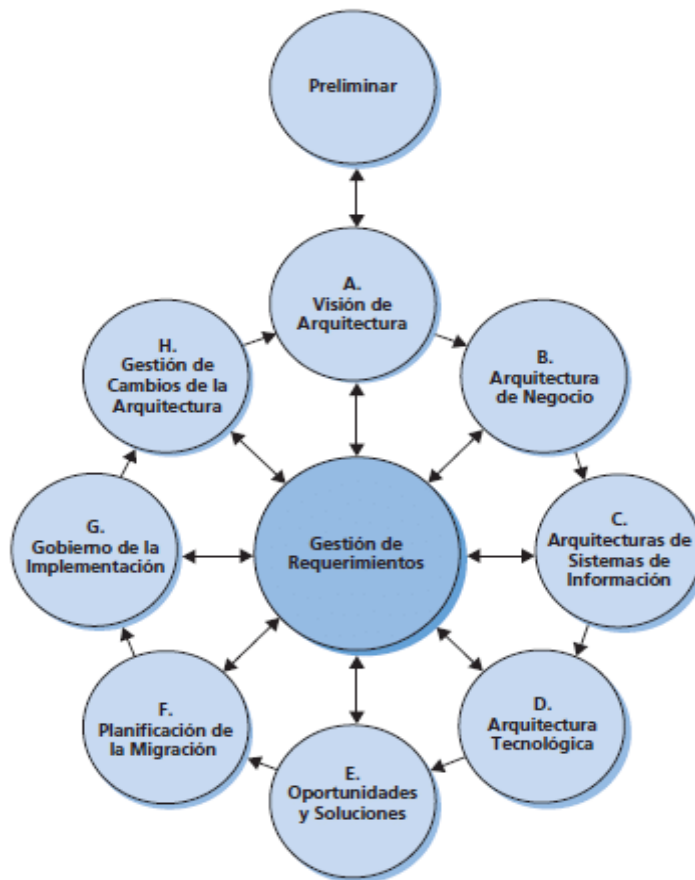 Preliminar
A.
Visión de
Arquitectura
H.
Gestión de
Cambios de la
Arquitectura
B.
Arquitectura
de Negocio
G.
Gobierno de la
Implementación
Gestión de
Requerimientos
C.
Arquitecturas de
Sistemas de
Información
F.
Planificación de
la Migración
D.
Arquitectura
Tecnológica
E.
Oportunidades
y Soluciones